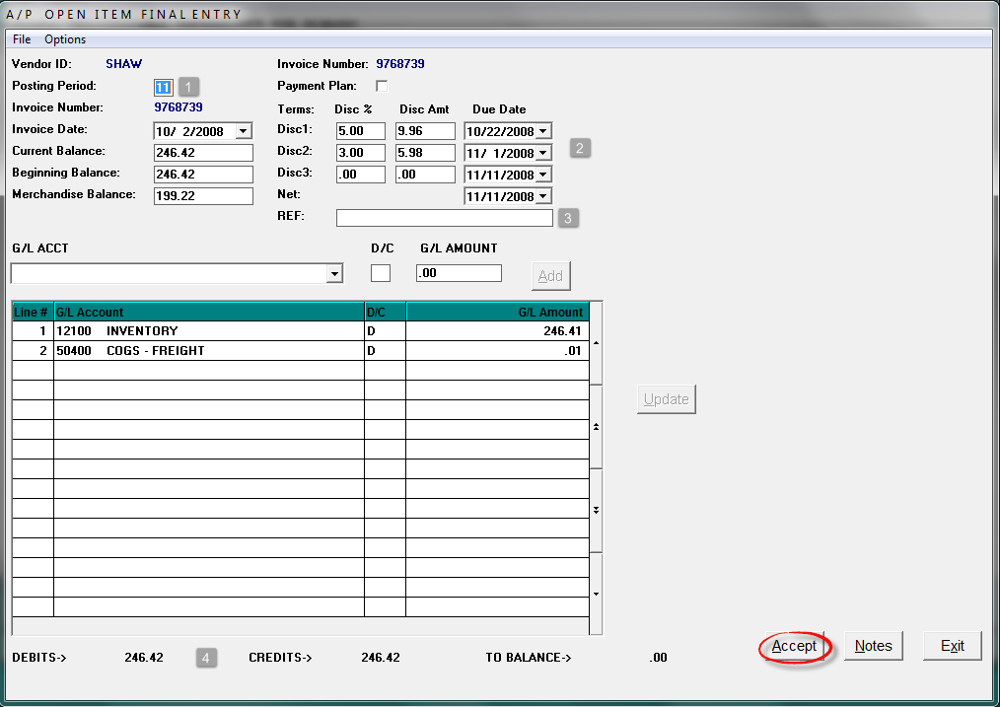 A/P OPEN ITEM FINAL ENTRY
File Options
Vendor ID: SHAW Invoice Number: 9768739
Posting Period: 11 1 Payment Plan:
Invoice Number: 9768739 Terms: Disc % Disc Amt Due Date
Invoice Date: 10/ 2/2008 Disc1: 5.00 9.96 10/22/2008
Current Balance: 246.42 Disc2: 3.00 5.98 11/ 1/2008 2
Beginning Balance: 246.42 Disc3: .00 .00 11/11/2008
Merchandise Balance: 199.22 Net: 11/11/2008
REF: 3
G/L ACCT D/C G/L AMOUNT
.00 Add
Line # G/L Account D/C G/L Amount
1 12100 INVENTORY D 246.41
2 50400 COGS - FREIGHT D .01
Update
DEBITS-> 246.42 4 CREDITS-> 246.42 TO BALANCE-> .00 Accept Notes Exit